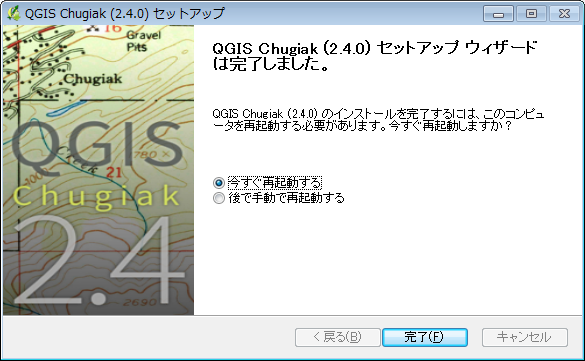 QGIS Chugiak (2.4.0) セットアップ
16
Gravel
Pits
Chugiak
QGIS
780
21
Chugiak
2.4
2690
QGIS Chugiak (2.4.0) セットアップ ウィザード
は完了しました。
QGIS Chugiak (2.4.0) のインストールを完了するには、このコンピュ
ータを再起動する必要があります。今すぐ再起動しますか？
今すぐ再起動する
後で手動で再起動する
< 戻る(B)
完了(F)
キャンセル